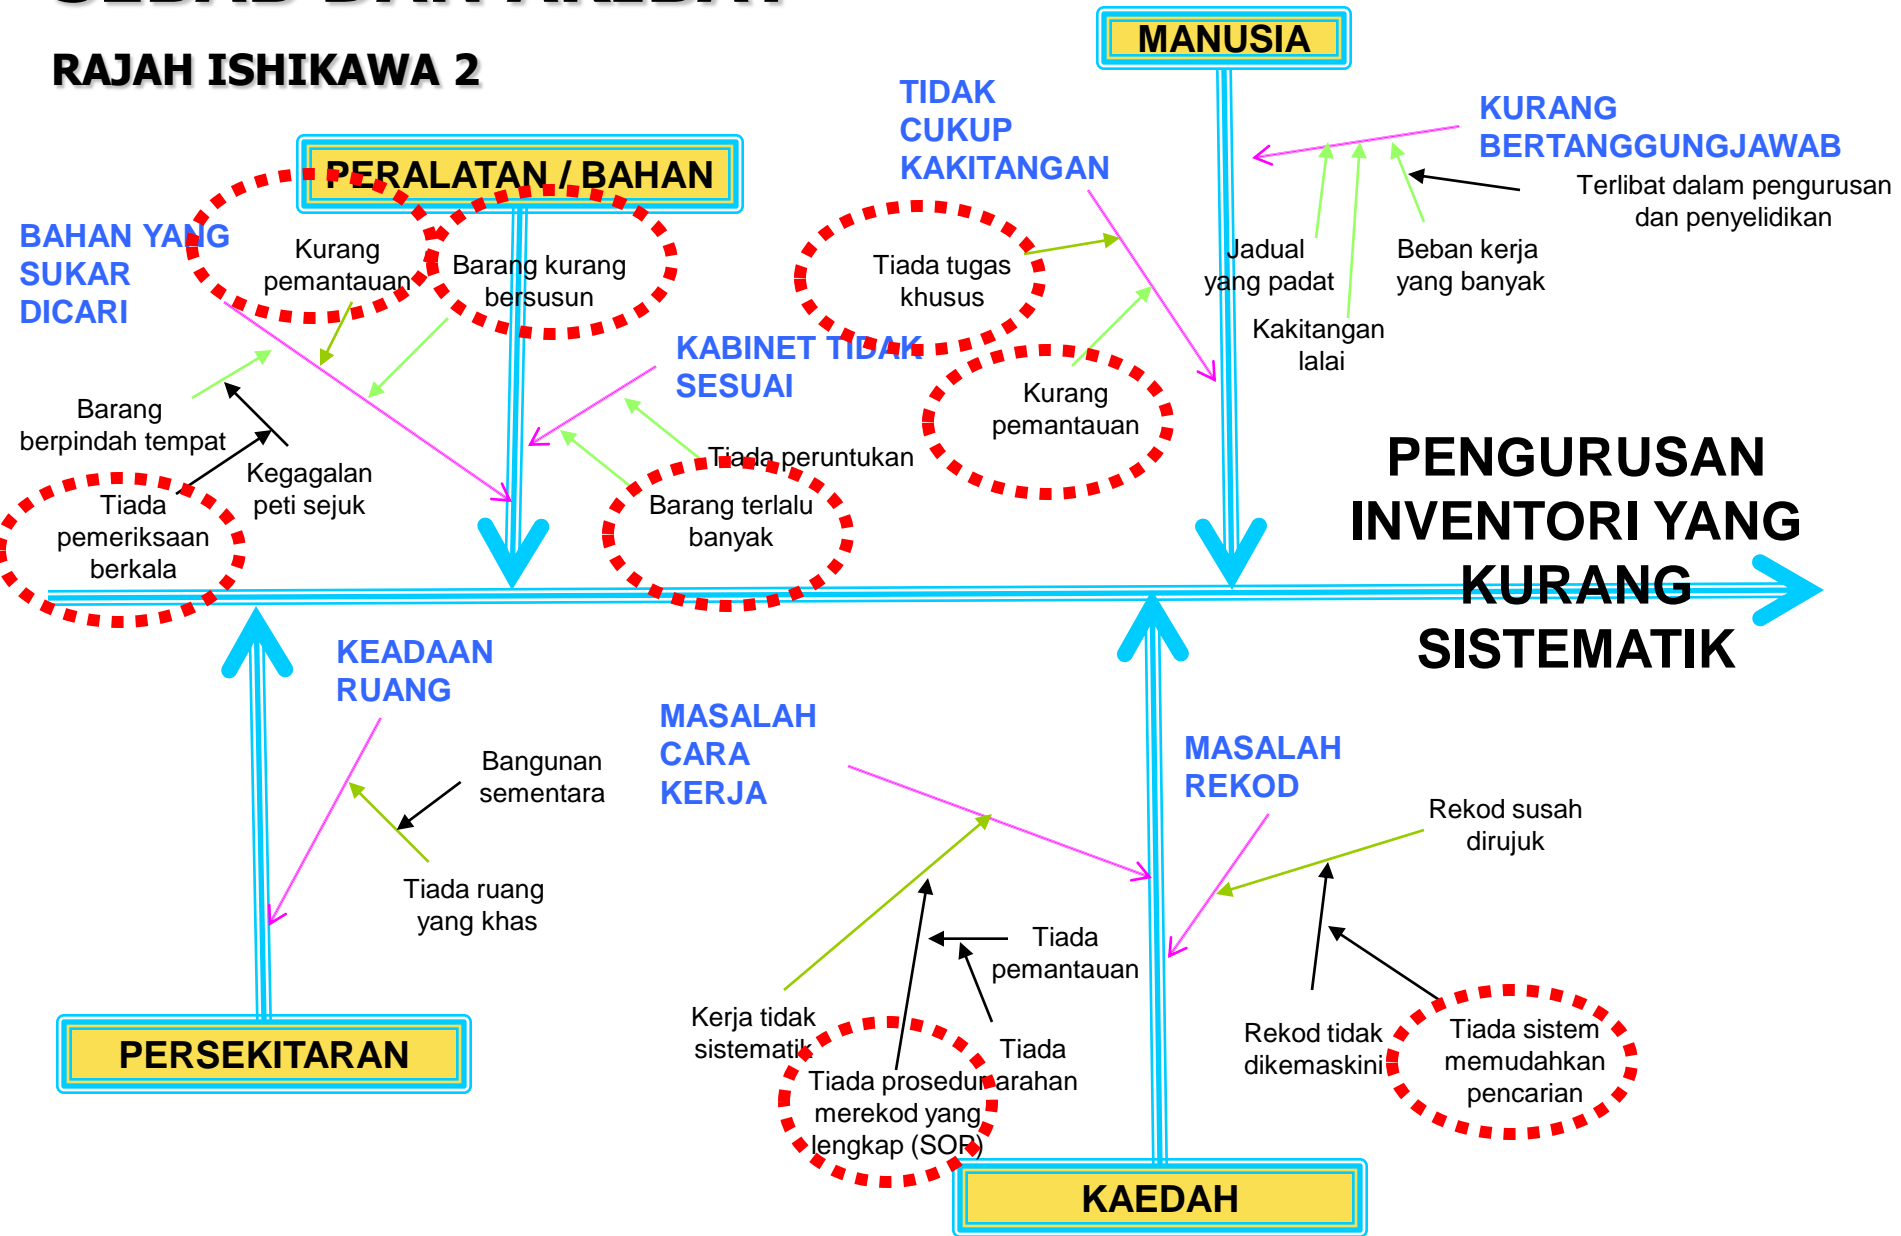 SEBAB DAN AKIBAT
RAJAH ISHIKAWA 2
MANUSIA
TIDAK
CUKUP
KAKITANGAN
KURANG
BERTANGGUNGJAWAB
Terlibat dalam pengurusan
dan penyelidikan
Jadual
yang padat
Beban kerja
yang banyak
Kakitangan
lalai
Tiada tugas
khusus
Kurang
pemantauan
PERALATAN / BAHAN
BAHAN YANG
SUKAR
DICARI
Kurang
pemantauan
Barang kurang
bersusun
KABINET TIDAK
SESUAI
Barang
berpindah tempat
Kegagalan
peti sejuk
Tiada
pemeriksaan
berkala
Tiada peruntukan
Barang terlalu
banyak
PENGURUSAN
INVENTORI YANG
KURANG
SISTEMATIK
KEADAAN
RUANG
Bangunan
sementara
Tiada ruang
yang khas
PERSEKITARAN
MASALAH
CARA
KERJA
MASALAH
REKOD
Rekod susah
dirujuk
Tiada
pemantauan
Kerja tidak
sistematik
Tiada
arahan
Tiada prosedur
merekod yang
lengkap (SOP)
Rekod tidak
dikemaskini
Tiada sistem
memudahkan
pencarian
KAEDAH